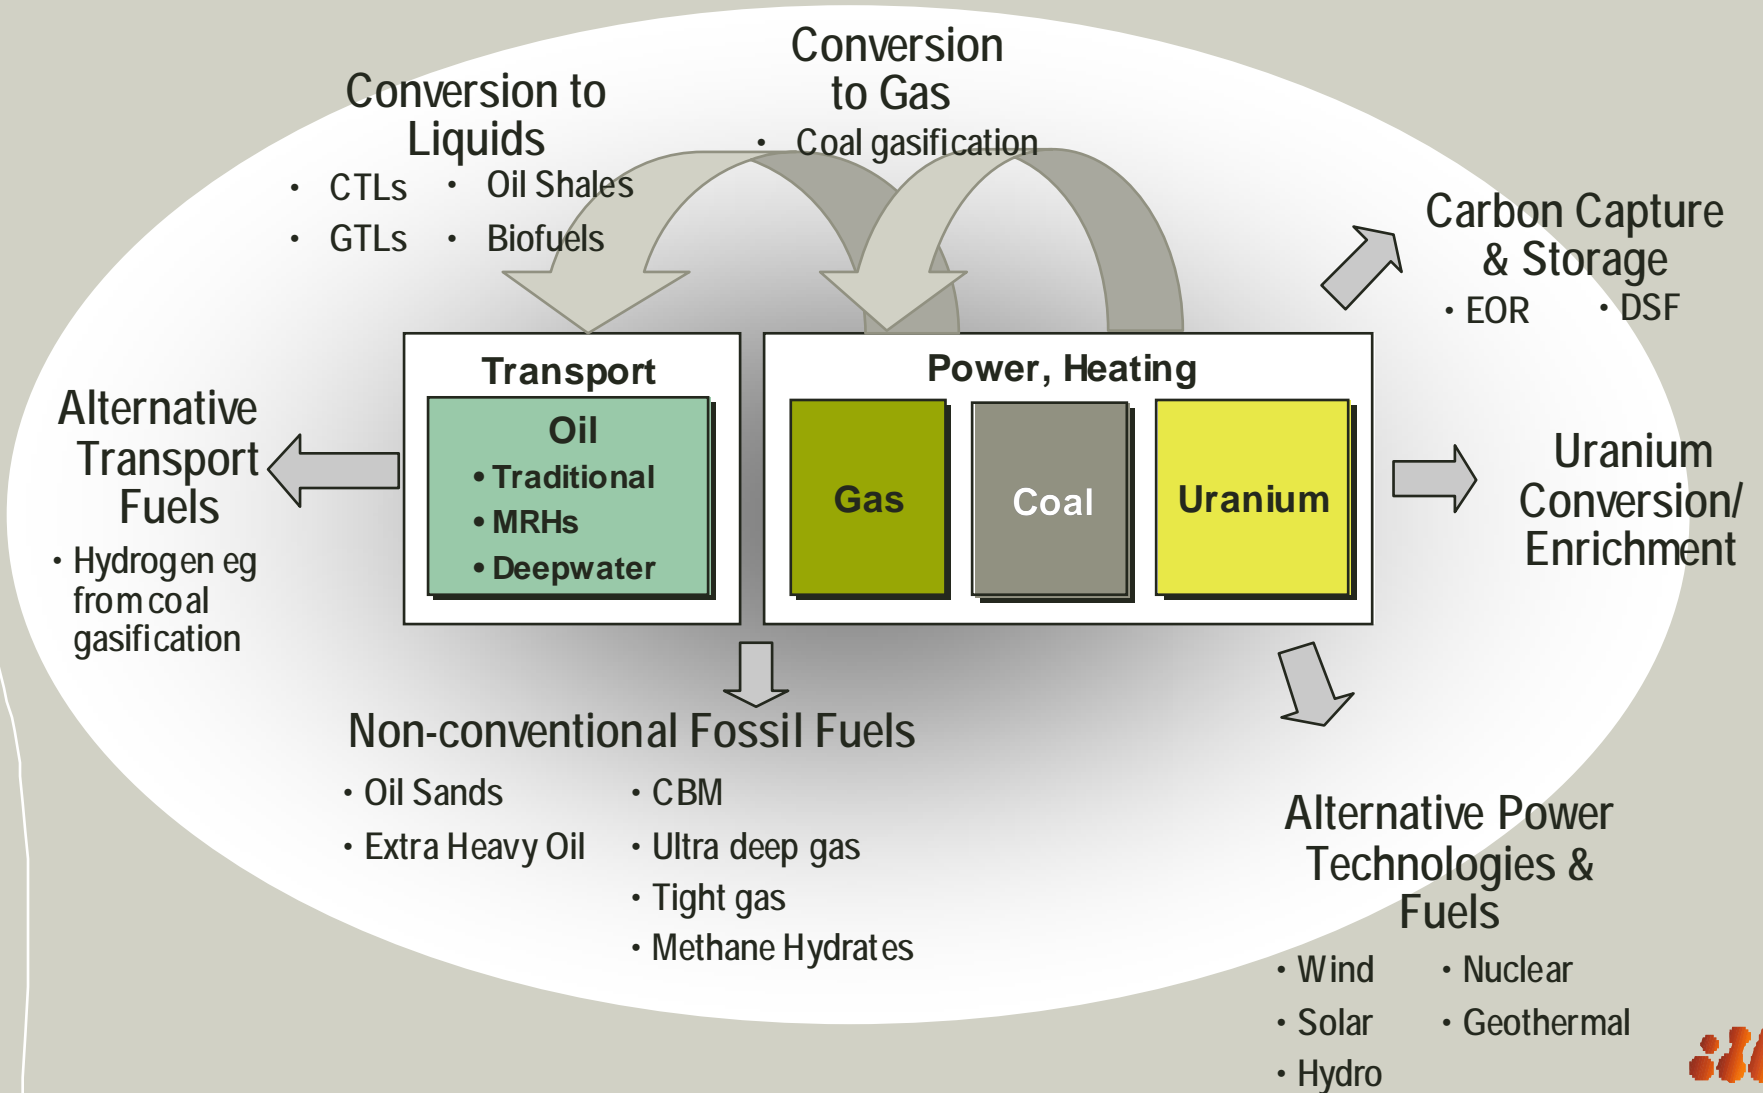 Conversion
to Gas
• Coal gasification
Conversion to
Liquids
• CTLs • Oil Shales
• GTLs • Biofuels
Carbon Capture
& Storage
• EOR • DSF
Transport
Oil
• Traditional
• MRHs
• Deepwater
Power, Heating
Gas
Coal
Uranium
Alternative
Transport
Fuels
• Hydrogen eg
from coal
gasification
Uranium
Conversion/
Enrichment
Non-conventional Fossil Fuels
• Oil Sands • CBM
• Extra Heavy Oil • Ultra deep gas
• Tight gas
• Methane Hydrates
Alternative Power
Technologies &
Fuels
• Wind • Nuclear
• Solar • Geothermal
• Hydro